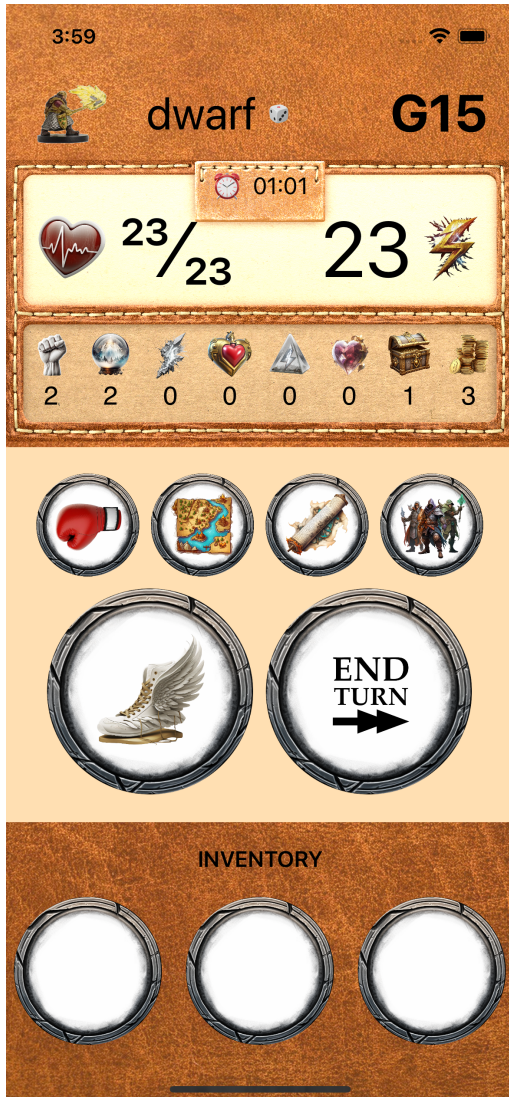 3:59
dwarf G15
01:01
23/23 23
2 2 0 0 0 0 1 3
END
TURN
INVENTORY